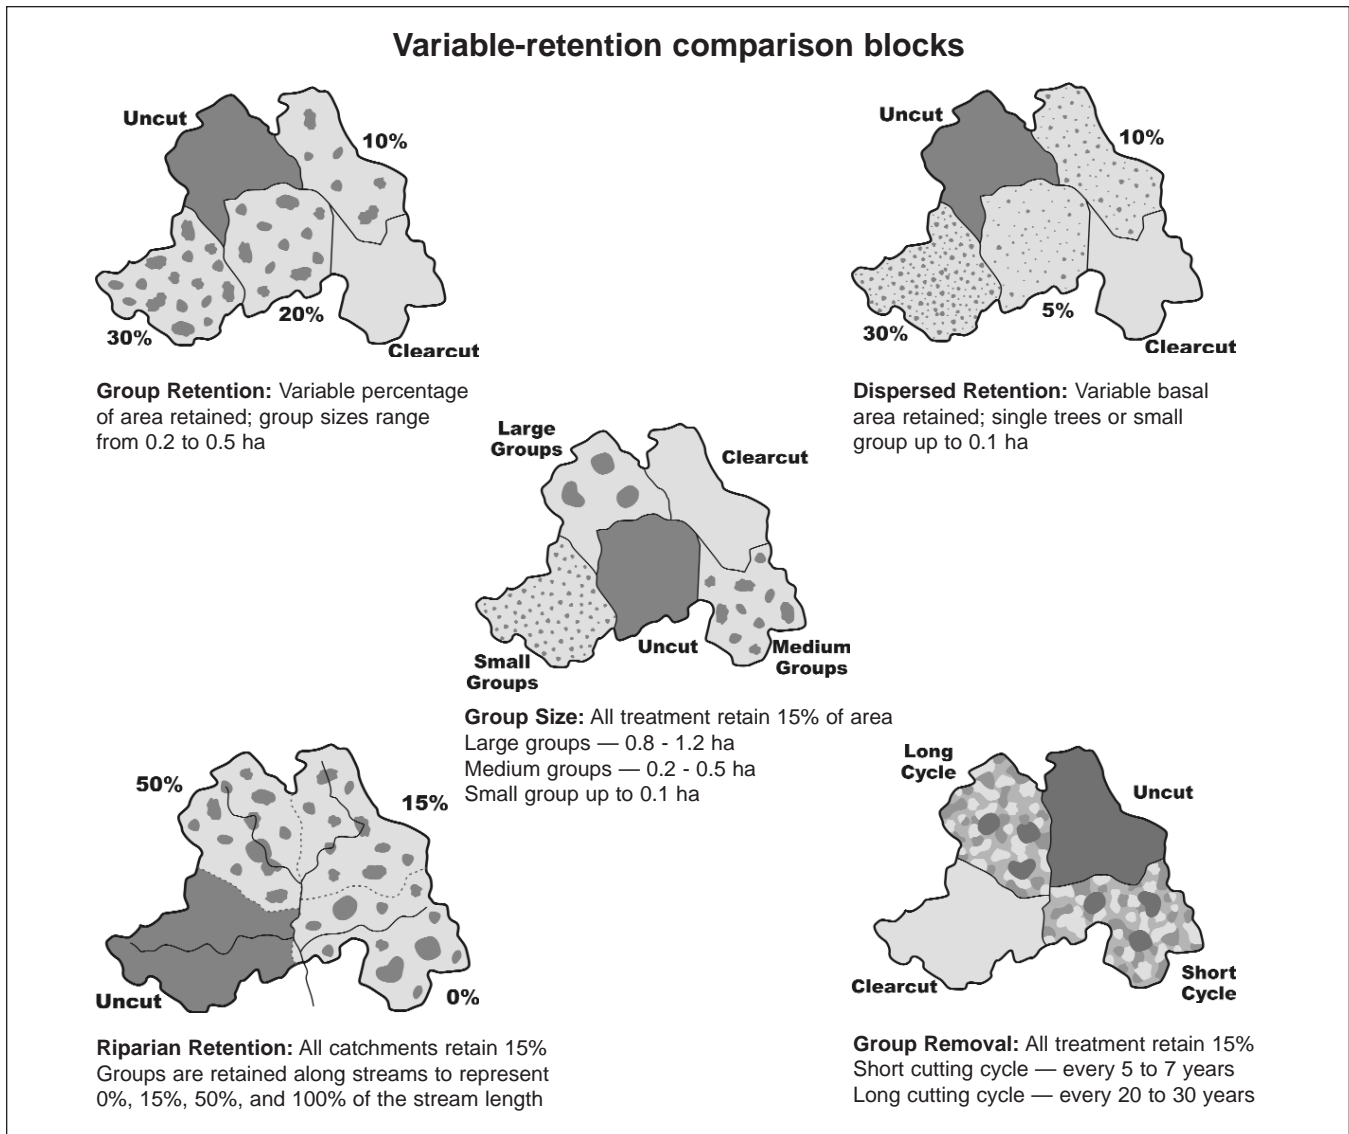 Variable-retention comparison blocks
Uncut
10%
20%
30%
Clearcut
Group Retention: Variable percentage
of area retained; group sizes range
from 0.2 to 0.5 ha
Uncut
10%
5%
30%
Clearcut
Dispersed Retention: Variable basal
area retained; single trees or small
group up to 0.1 ha
Large
Groups
Clearcut
Uncut
Medium
Groups
Small
Groups
Group Size: All treatment retain 15% of area
Large groups — 0.8 - 1.2 ha
Medium groups — 0.2 - 0.5 ha
Small group up to 0.1 ha
50%
15%
Uncut
0%
Riparian Retention: All catchments retain 15%
Groups are retained along streams to represent
0%, 15%, 50%, and 100% of the stream length
Long
Cycle
Uncut
Clearcut
Short
Cycle
Group Removal: All treatment retain 15%
Short cutting cycle — every 5 to 7 years
Long cutting cycle — every 20 to 30 years